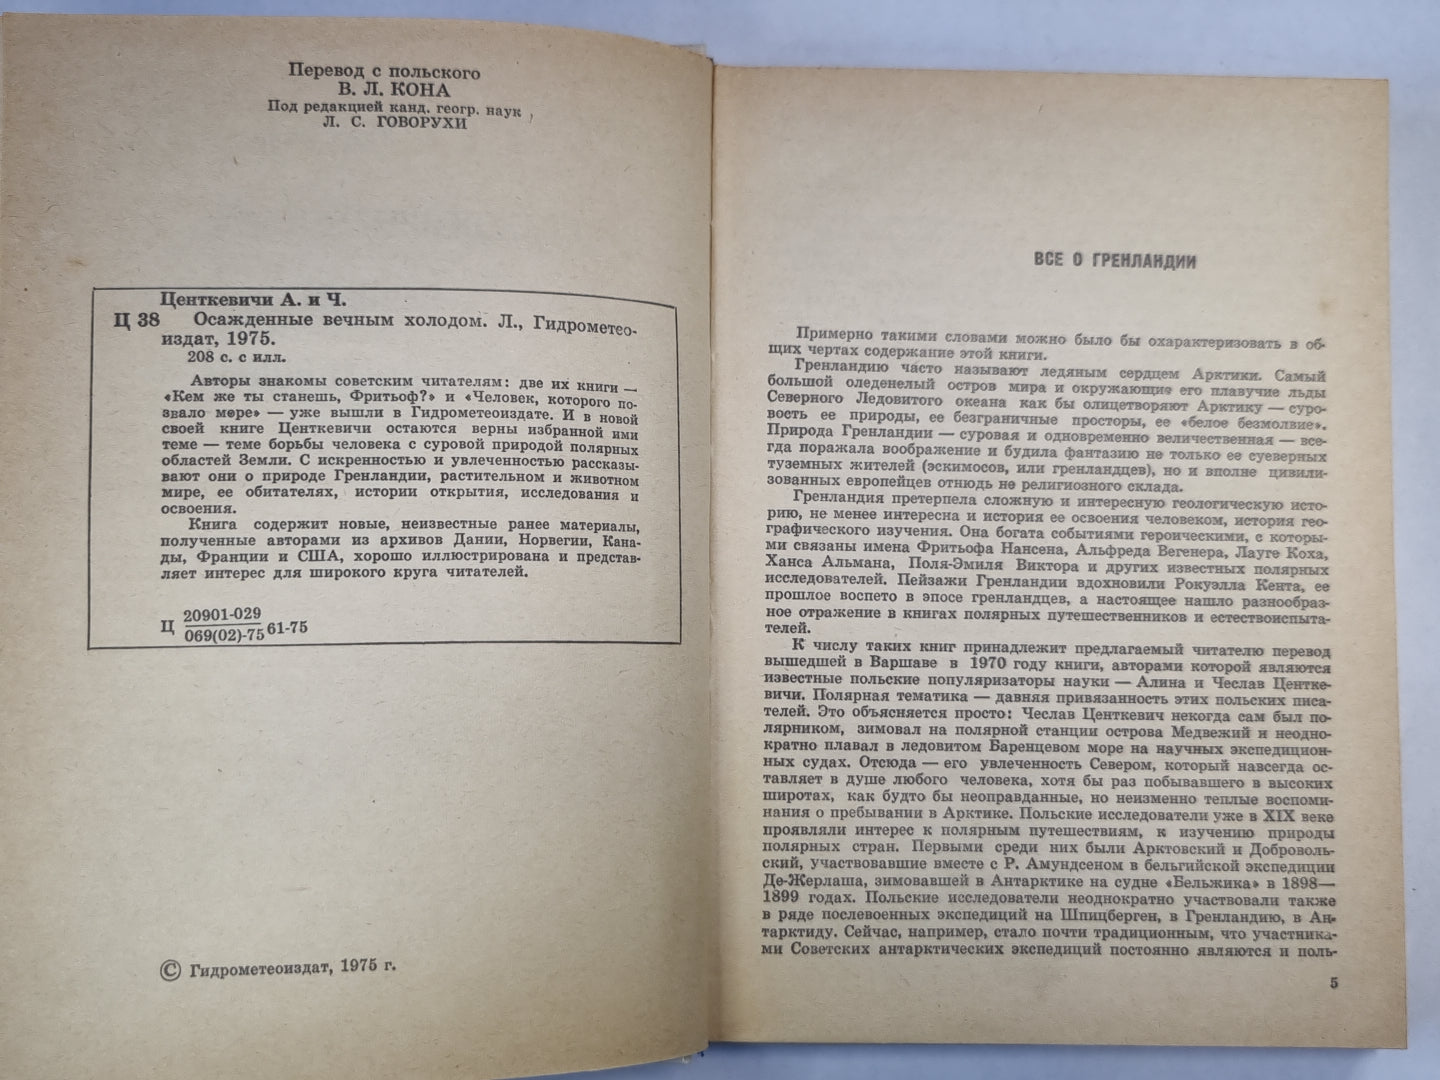 Перевод с польского
В. Л. КОНА
Под редакцией канд. геогр. наук
Л. С. ГОВОРУХИ
Центкевичи А. и Ч.
Ц 38 Осажденные вечным холодом. Л., Гидрометео-
издат, 1975.
208 с. с илл.
Авторы знакомы советским читателям: две их книги —
«Кем же ты станешь, Фритьоф?» и «Человек, которого по-
звало море» — уже вышли в Гидрометеоиздате. И в новой
своей книге Центкевичи остаются верны избранной ими
теме — теме борьбы человека с суровой природой полярных
областей Земли. С искренностью и увлеченностью рассказы-
вают они о природе Гренландии, растительном и животном
мире, ее обитателях, истории открытия, исследования и
освоения.
Книга содержит новые, неизвестные ранее материалы,
полученные авторами из архивов Дании, Норвегии, Кана-
ды, Франции и США, хорошо иллюстрирована и представ-
ляет интерес для широкого круга читателей.
Ц 20901-029
069(02)-75 61-75
© Гидрометеоиздат, 1975 г.
ВСЕ О ГРЕНЛАНДИИ
Примерно такими словами можно было бы охарактеризовать в об-
щих чертах содержание этой книги.
Гренландию часто называют ледяным сердцем Арктики. Самый
большой оледенелый остров мира и окружающие его плавучие льды
Северного Ледовитого океана как бы олицетворяют Арктику — суро-
вость ее природы, ее безграничные просторы, ее «белое безмолвие».
Природа Гренландии — суровая и одновременно величественная — все-
гда поражала воображение и будила фантазию не только ее суеверных
туземных жителей (эскимосов, или гренландцев), но и вполне цивили-
зованных европейцев отнюдь не религиозного склада.
Гренландия претерпела сложную и интересную геологическую исто-
рию, не менее интересна и история ее освоения человеком, история гео-
графического изучения. Она богата событиями героическими, с которы-
ми связаны имена Фритьофа Нансена, Альфреда Вегенера, Лауге Коха,
Ханса Альмана, Поля-Эмиля Виктора и других известных полярных
исследователей. Пейзажи Гренландии вдохновили Рокуэлла Кента, ее
прошлое воспето в эпосе гренландцев, а настоящее нашло разнообраз-
ное отражение в книгах полярных путешественников и естествоиспыта-
телей.
К числу таких книг принадлежит предлагаемый читателю перевод
вышедшей в Варшаве в 1970 году книги, авторами которой являются
известные польские популяризаторы науки — Алина и Чеслав Центке-
вичи. Полярная тематика — давняя привязанность этих польских писа-
телей. Это объясняется просто: Чеслав Центкевич некогда сам был по-
лярником, зимовал на полярной станции острова Медвежий и неодно-
кратно плавал в ледовитом Баренцевом море на научных экспедицион-
ных судах. Отсюда — его увлеченность Севером, который навсегда ос-
тавляет в душе любого человека, хотя бы раз побывавшего в высоких
широтах, как будто бы неоправданные, но неизменно теплые воспоми-
нания о пребывании в Арктике. Польские исследователи уже в XIX веке
проявляли интерес к полярным путешествиям, к изучению природы
полярных стран. Первыми среди них были Арктовский и Доброволь-
ский, участвовавшие вместе с Р. Амундсеном в бельгийской экспедиции
Де-Жерлаша, зимовавшей в Антарктике на судне «Бельжика» в 1898—
1899 годах. Польские исследователи неоднократно участвовали также
в ряде послевоенных экспедиций на Шпицберген, в Гренландию, в Ан-
тарктиду. Сейчас, например, стало почти традиционным, что участника-
ми Советских антарктических экспедиций постоянно являются и поль-
5